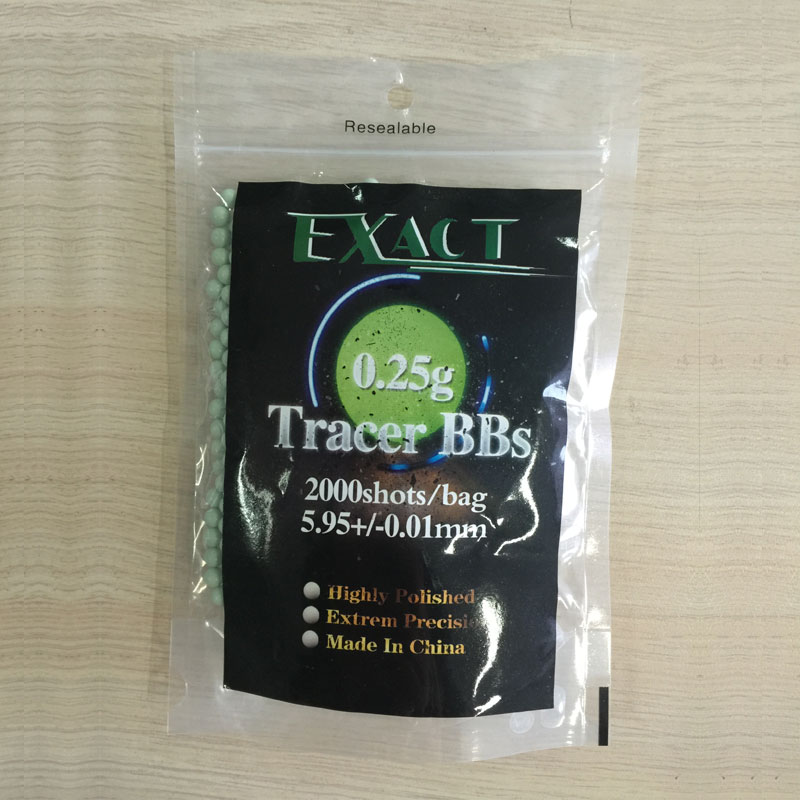 Resealable
EXACT
0.25g
Tracer BBs
2000shots/bag
5.95+/-0.01mm
Highly Polished
Extrem Precisi
Made In China